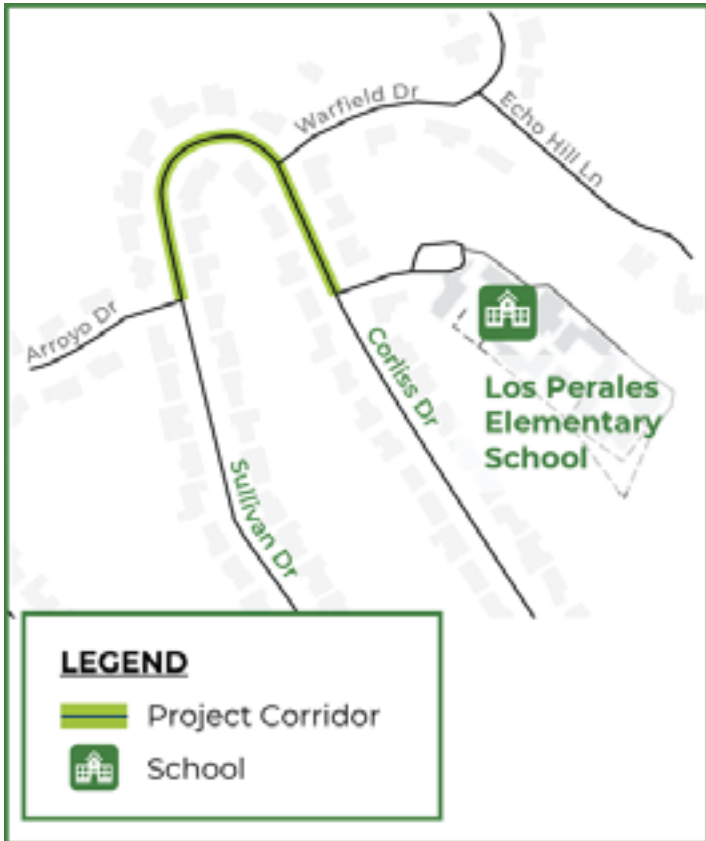 Warfield Dr
Echo Hill Ln
Arroyo Dr
Corliss Dr
Los Perales
Elementary
School
Sullivan Dr
LEGEND
Project Corridor
School